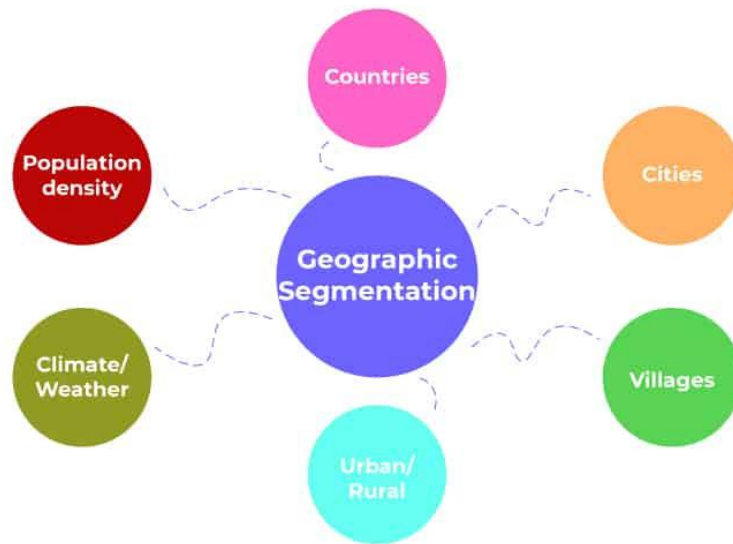 Countries
Population
density
Cities
Geographic
Segmentation
Climate/
Weather
Villages
Urban/
Rural